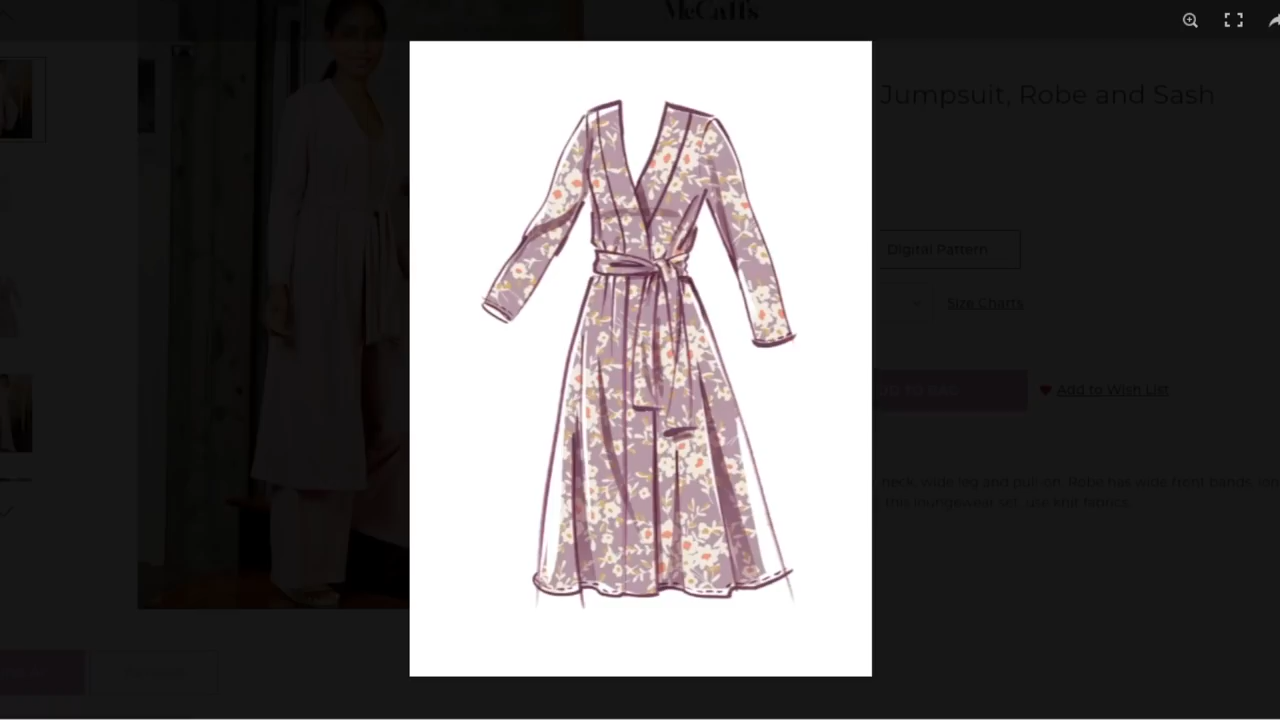 McCall's
Jumpsuit, Robe and Sash
Digital Pattern
Size Charts
Add to Wish List
neck, wide leg and pull on. Robe has wide front bands, lon
this loungewear set, use knit fabrics.